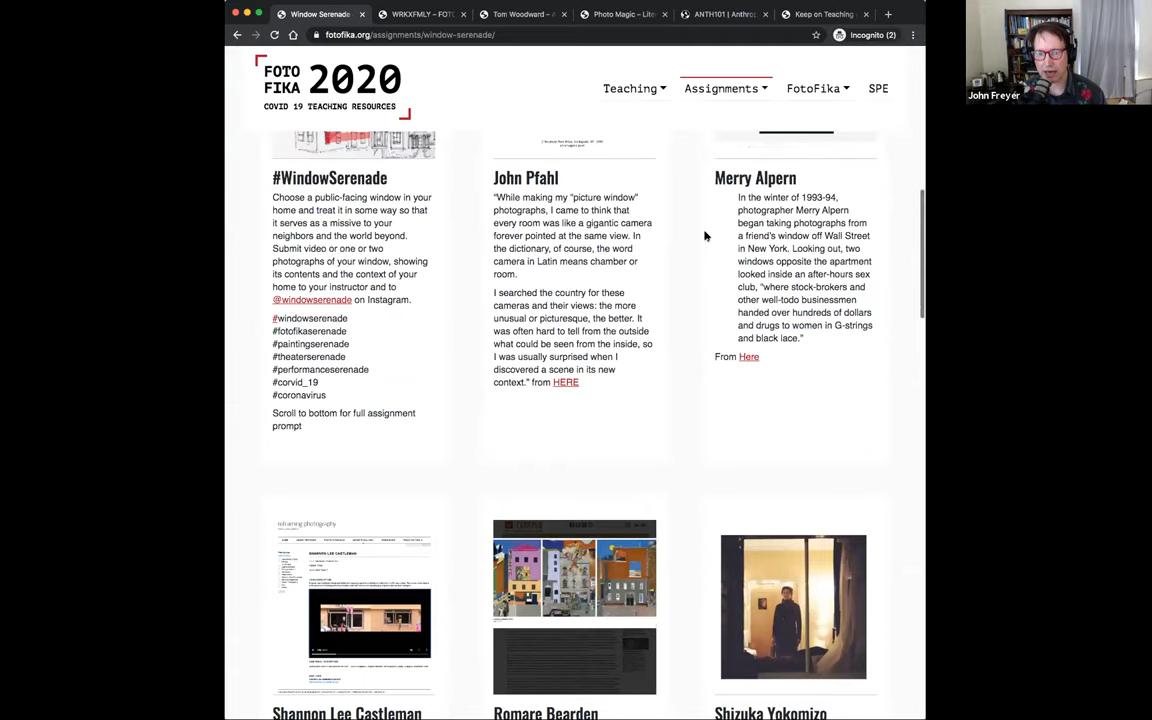 Window Serenade
WRKXFMLY – FOT
Tom Woodward – A
Photo Magic – Lite
ANTH101 | Anthrop
Keep on Teaching
fotofika.org/assignments/window-serenade/
Incognito (2)
John Freyer
FOTO
FIKA 2020
COVID 19 TEACHING RESOURCES
Teaching
Assignments
FotoFika
SPE
#WindowSerenade
Choose a public-facing window in your
home and treat it in some way so that
it serves as a missive to your
neighbors and the world beyond.
Submit video or one or two
photographs of your window, showing
its contents and the context of your
home to your instructor and to
@windowserenade on Instagram.
#windowserenade
#fotofikaserenade
#paintingserenade
#theaterserenade
#performanceserenade
#corvid_19
#coronavirus
Scroll to bottom for full assignment
prompt
John Pfahl
“While making my “picture window”
photographs, I came to think that
every room was like a gigantic camera
forever pointed at the same view. In
the dictionary, of course, the word
camera in Latin means chamber or
room.
I searched the country for these
cameras and their views: the more
unusual or picturesque, the better. It
was often hard to tell from the outside
what could be seen from the inside, so
I was usually surprised when I
discovered a scene in its new
context.” from HERE
Merry Alpern
In the winter of 1993-94,
photographer Merry Alpern
began taking photographs from
a friend's window off Wall Street
in New York. Looking out, two
windows opposite the apartment
looked inside an after-hours sex
club, “where stock-brokers and
other well-todo businessmen
handed over hundreds of dollars
and drugs to women in G-strings
and black lace.”
From Here
reframing photography
SHANNON LEE CASTLEMAN
Shannon Lee Castleman
Romare Bearden
Shizuka Yokomizo